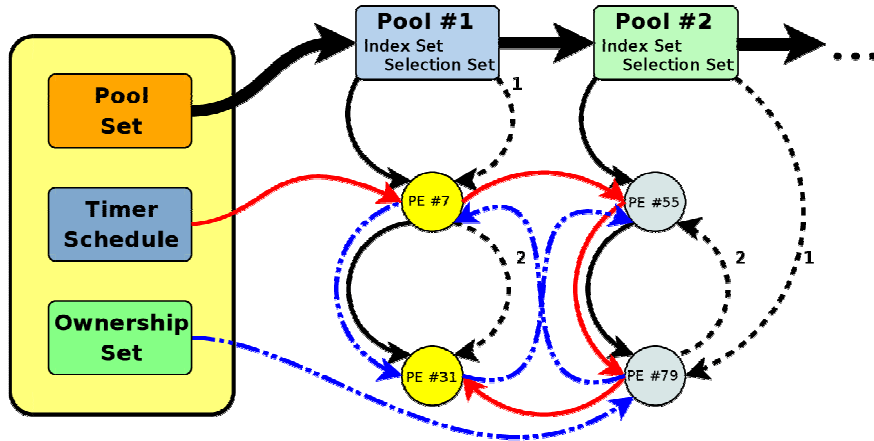 Pool #1
Index Set
Selection Set
Pool #2
Index Set
Selection Set
...
Pool
Set
1
Timer
Schedule
PE #7
PE #55
2
2
1
Ownership
Set
PE #31
PE #79